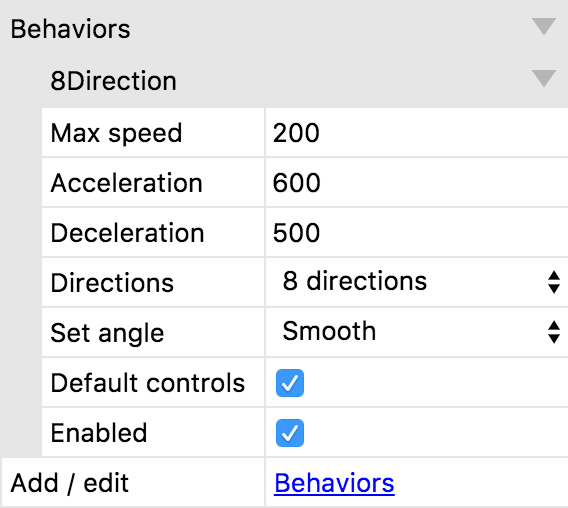 Behaviors
8Direction
Max speed 200
Acceleration 600
Deceleration 500
Directions 8 directions
Set angle Smooth
Default controls
Enabled
Add / edit Behaviors